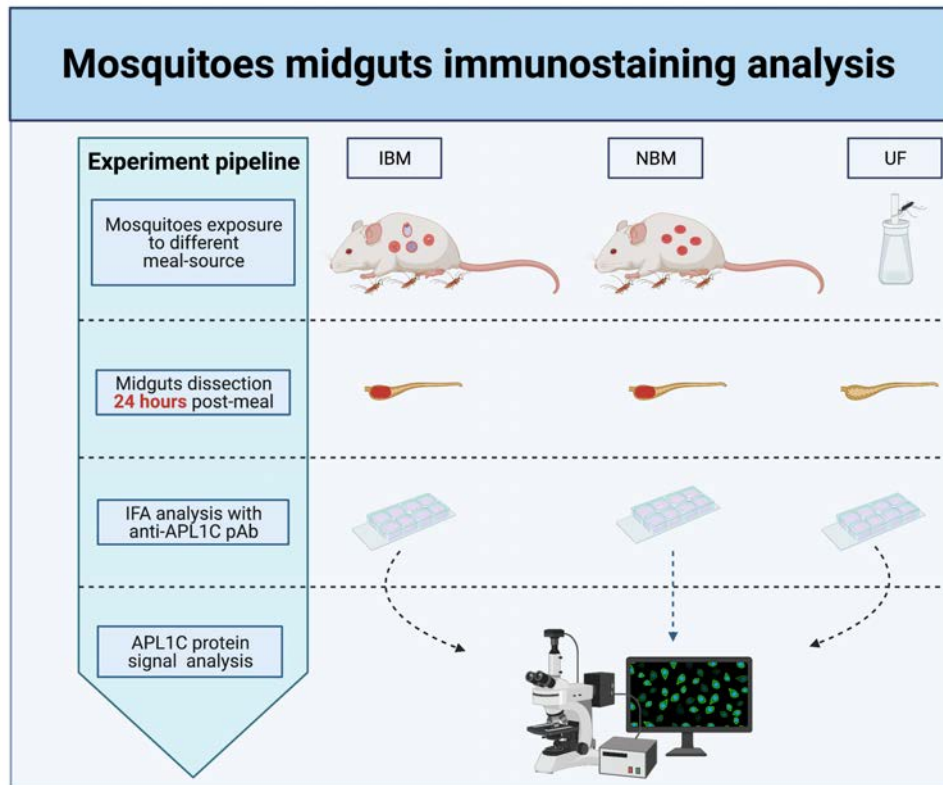 Mosquitoes midguts immunostaining analysis
Experiment pipeline
IBM
NBM
UF
Mosquitoes exposure
to different
meal-source
Midguts dissection
24 hours post-meal
IFA analysis with
anti-APL1C pAb
APL1C protein
signal analysis